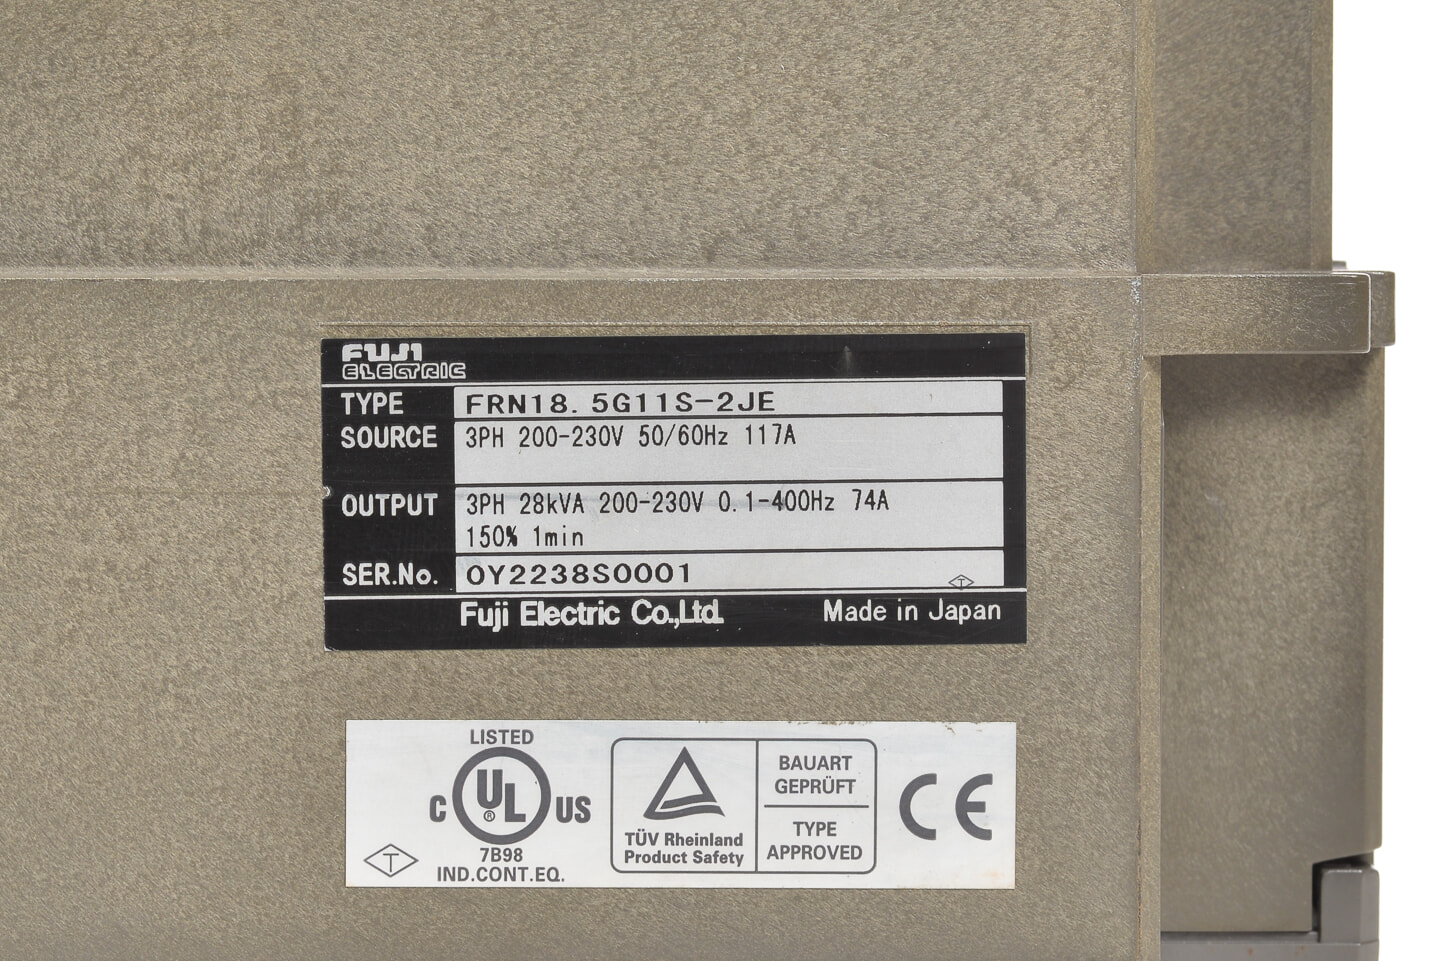 FUJI
ELECTRIC
TYPE FRN18.5G11S-2JE
SOURCE 3PH 200-230V 50/60Hz 117A
OUTPUT 3PH 28kVA 200-230V 0.1-400Hz 74A
150% 1min
SER.No. OY2238S0001
T
Fuji Electric Co.,Ltd. Made in Japan
LISTED
C UL US
®
7B98
IND.CONT.EQ.
T
TÜV Rheinland
Product Safety
BAUART
GEPRÜFT
TYPE
APPROVED
CE